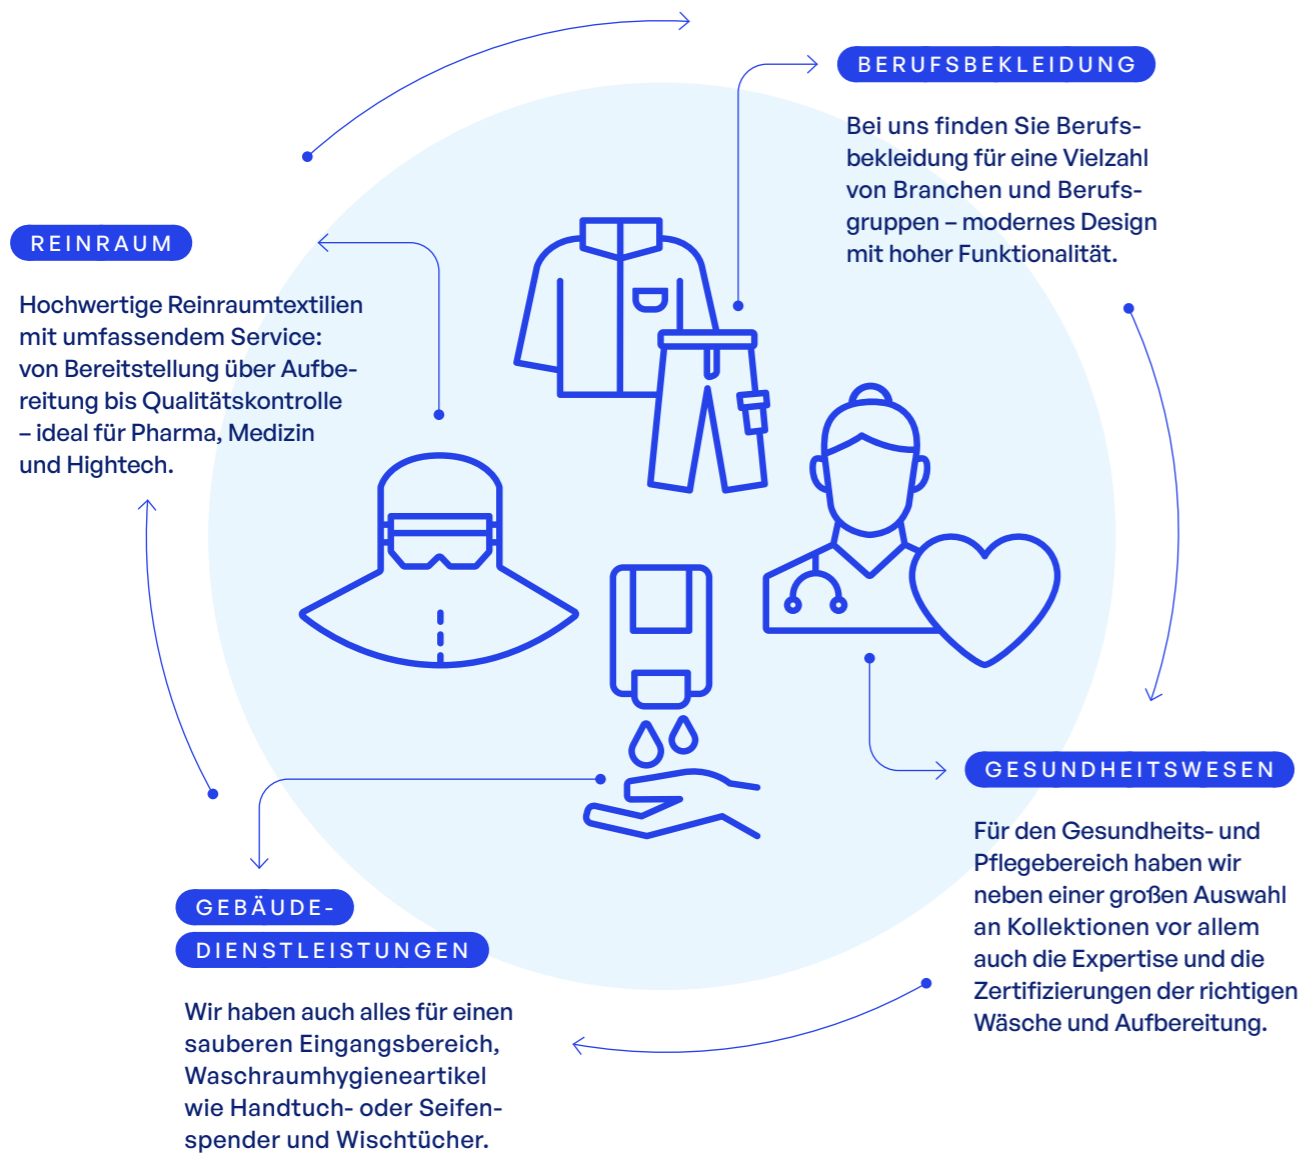 BERUFSBEKLEIDUNG
Bei uns finden Sie Berufs-
bekleidung für eine Vielzahl
von Branchen und Berufs-
gruppen – modernes Design
mit hoher Funktionalität.
REINRAUM
Hochwertige Reinraumtextilien
mit umfassendem Service:
von Bereitstellung über Aufbe-
reitung bis Qualitätskontrolle
– ideal für Pharma, Medizin
und Hightech.
GESUNDHEITSWESEN
Für den Gesundheits- und
Pflegebereich haben wir
neben einer großen Auswahl
an Kollektionen vor allem
auch die Expertise und die
Zertifizierungen der richtigen
Wäsche und Aufbereitung.
GEBÄUDE-
DIENSTLEISTUNGEN
Wir haben auch alles für einen
sauberen Eingangsbereich,
Waschraumhygieneartikel
wie Handtuch- oder Seifen-
spender und Wischtücher.